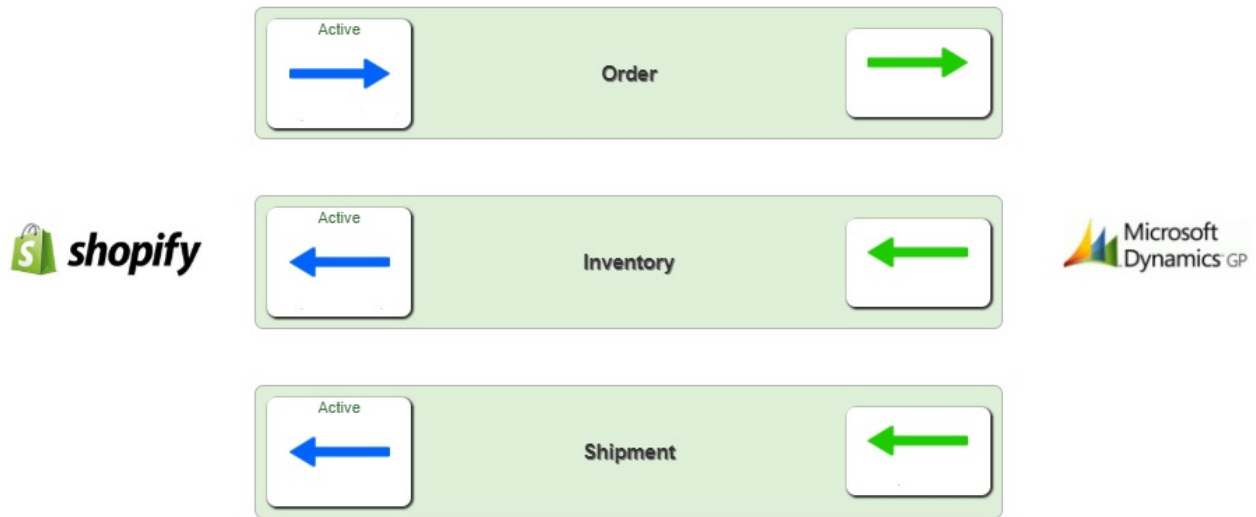 Active
Order
shopify
Active
Inventory
Microsoft
Dynamics GP
Active
Shipment